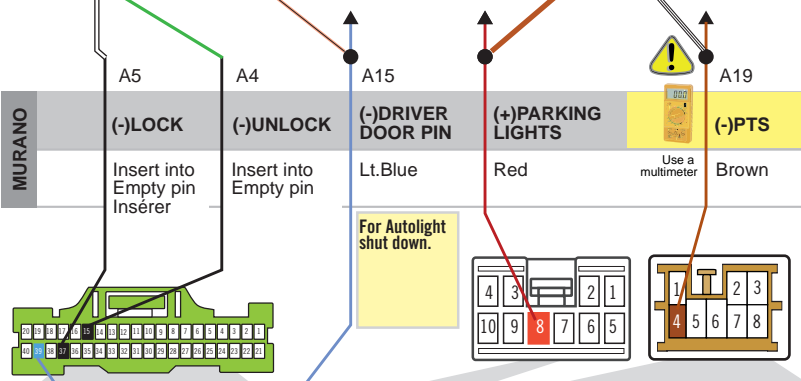 A5
A4
A15
A19
MURANO
(-)LOCK
(-)UNLOCK
(-)DRIVER
DOOR PIN
(+)PARKING
LIGHTS
(-)PTS
Insert into
Empty pin
Insérer
Insert into
Empty pin
Lt.Blue
Red
Use a
multimeter
Brown
For Autolight
shut down.
4 3 2 1
10 9 8 7 6 5
1 2 3
4 5 6 7 8
20 19 18 17 16 15 14 13 12 11 10 9 8 7 6 5 4 3 2 1
40 39 38 37 36 35 34 33 32 31 30 29 28 27 26 25 24 23 22 21